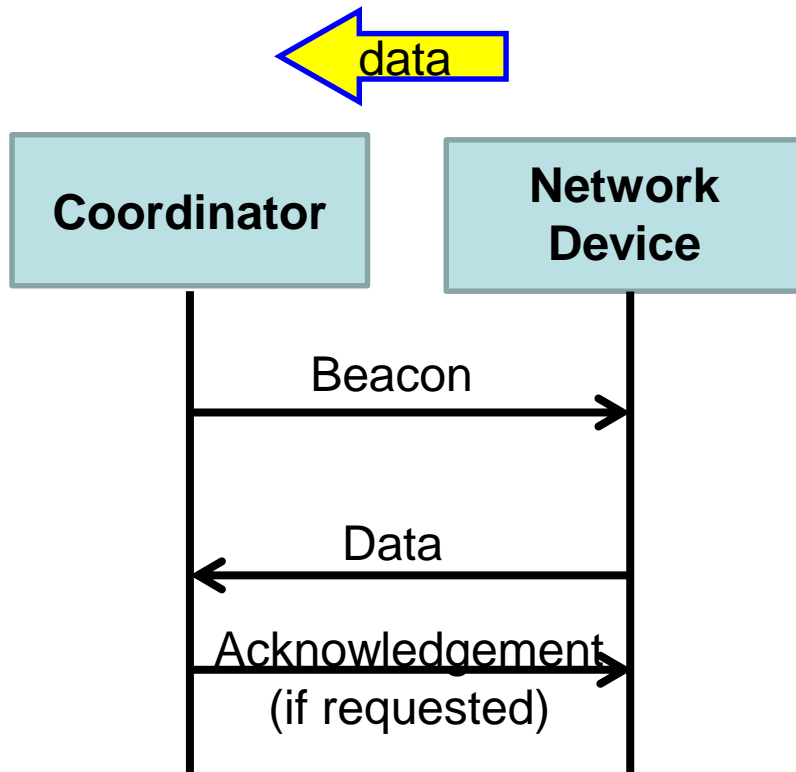 data
Coordinator
Network
Device
Beacon
Data
Acknowledgement
(if requested)